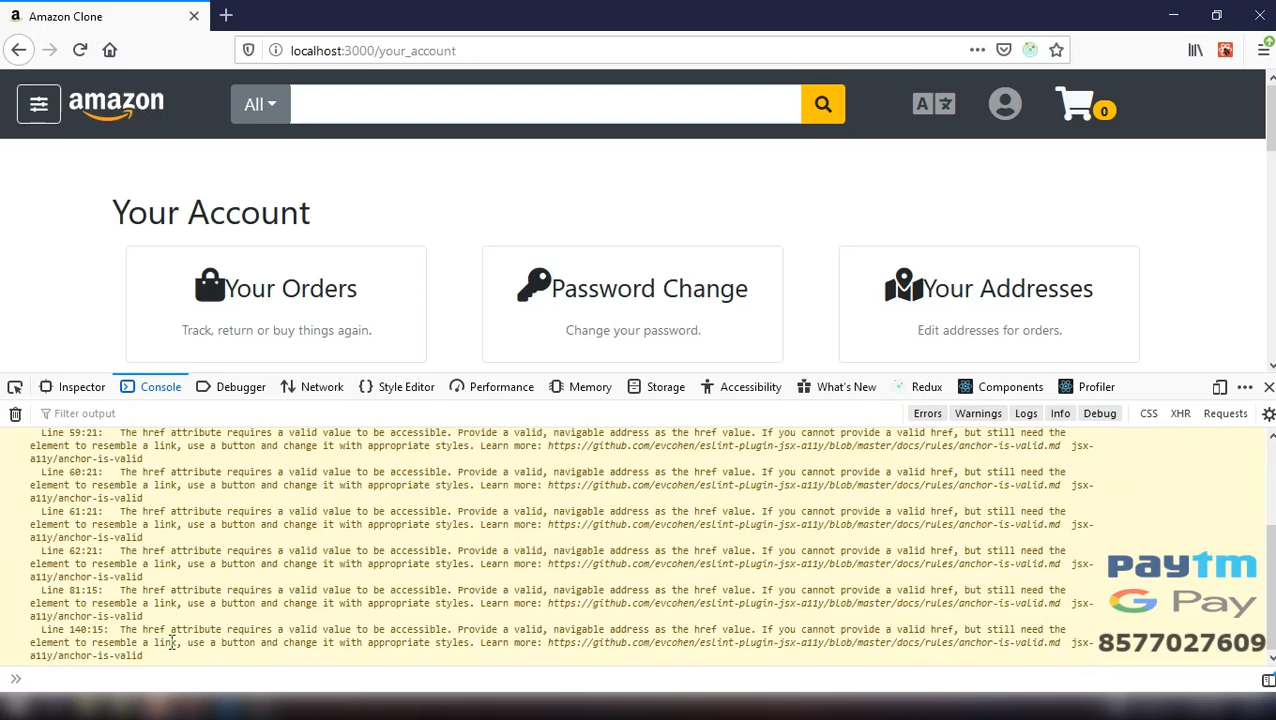 Amazon Clone
localhost:3000/your_account
amazon
All
A
0
Your Account
Your Orders
Password Change
Your Addresses
Track, return or buy things again.
Change your password.
Edit addresses for orders.
Inspector
Console
Debugger
Network
Style Editor
Performance
Memory
Storage
Accessibility
What's New
Redux
Components
Profiler
Filter output
Errors
Warnings
Logs
Info
Debug
CSS
XHR
Requests
Line 59:21: The href attribute requires a valid value to be accessible. Provide a valid, navigable address as the href value. If you cannot provide a valid href, but still need the
element to resemble a link, use a button and change it with appropriate styles. Learn more: https://github.com/evcohen/eslint-plugin-jsx-a11y/blob/master/docs/rules/anchor-is-valid.md jsx-
a11y/anchor-is-valid
Line 60:21: The href attribute requires a valid value to be accessible. Provide a valid, navigable address as the href value. If you cannot provide a valid href, but still need the
element to resemble a link, use a button and change it with appropriate styles. Learn more: https://github.com/evcohen/eslint-plugin-jsx-a11y/blob/master/docs/rules/anchor-is-valid.md jsx-
a11y/anchor-is-valid
Line 61:21: The href attribute requires a valid value to be accessible. Provide a valid, navigable address as the href value. If you cannot provide a valid href, but still need the
element to resemble a link, use a button and change it with appropriate styles. Learn more: https://github.com/evcohen/eslint-plugin-jsx-a11y/blob/master/docs/rules/anchor-is-valid.md jsx-
a11y/anchor-is-valid
Line 62:21: The href attribute requires a valid value to be accessible. Provide a valid, navigable address as the href value. If you cannot provide a valid href, but still need the
element to resemble a link, use a button and change it with appropriate styles. Learn more: https://github.com/evcohen/eslint-plugin-jsx-a11y/blob/master/docs/rules/anchor-is-valid.md jsx-
a11y/anchor-is-valid
Line 81:15: The href attribute requires a valid value to be accessible. Provide a valid, navigable address as the href value. If you cannot provide a valid href, but still need the
element to resemble a link, use a button and change it with appropriate styles. Learn more: https://github.com/evcohen/eslint-plugin-jsx-a11y/blob/master/docs/rules/anchor-is-valid.md jsx-
a11y/anchor-is-valid
Line 140:15: The href attribute requires a valid value to be accessible. Provide a valid, navigable address as the href value. If you cannot provide a valid href, but still need the
element to resemble a link, use a button and change it with appropriate styles. Learn more: https://github.com/evcohen/eslint-plugin-jsx-a11y/blob/master/docs/rules/anchor-is-valid.md jsx-
a11y/anchor-is-valid
paytm
G Pay
8577027609